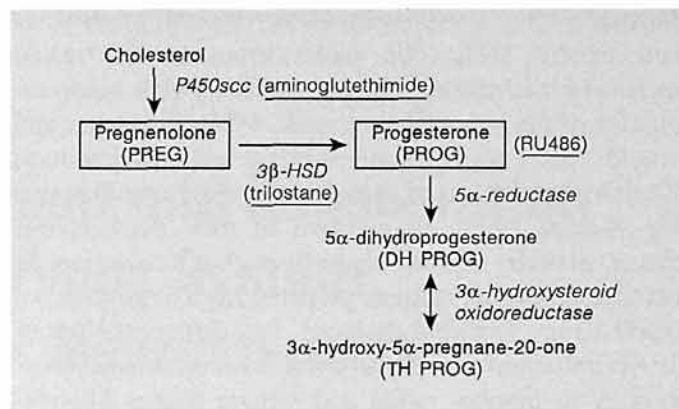 Cholesterol
P450scc (aminoglutethimide)
Pregnenolone
(PREG)
3β-HSD
(trilostane)
Progesterone
(PROG)
(RU486)
5α-reductase
5α-dihydroprogesterone
(DH PROG)
3α-hydroxysteroid
oxidoreductase
3α-hydroxy-5α-pregnane-20-one
(TH PROG)